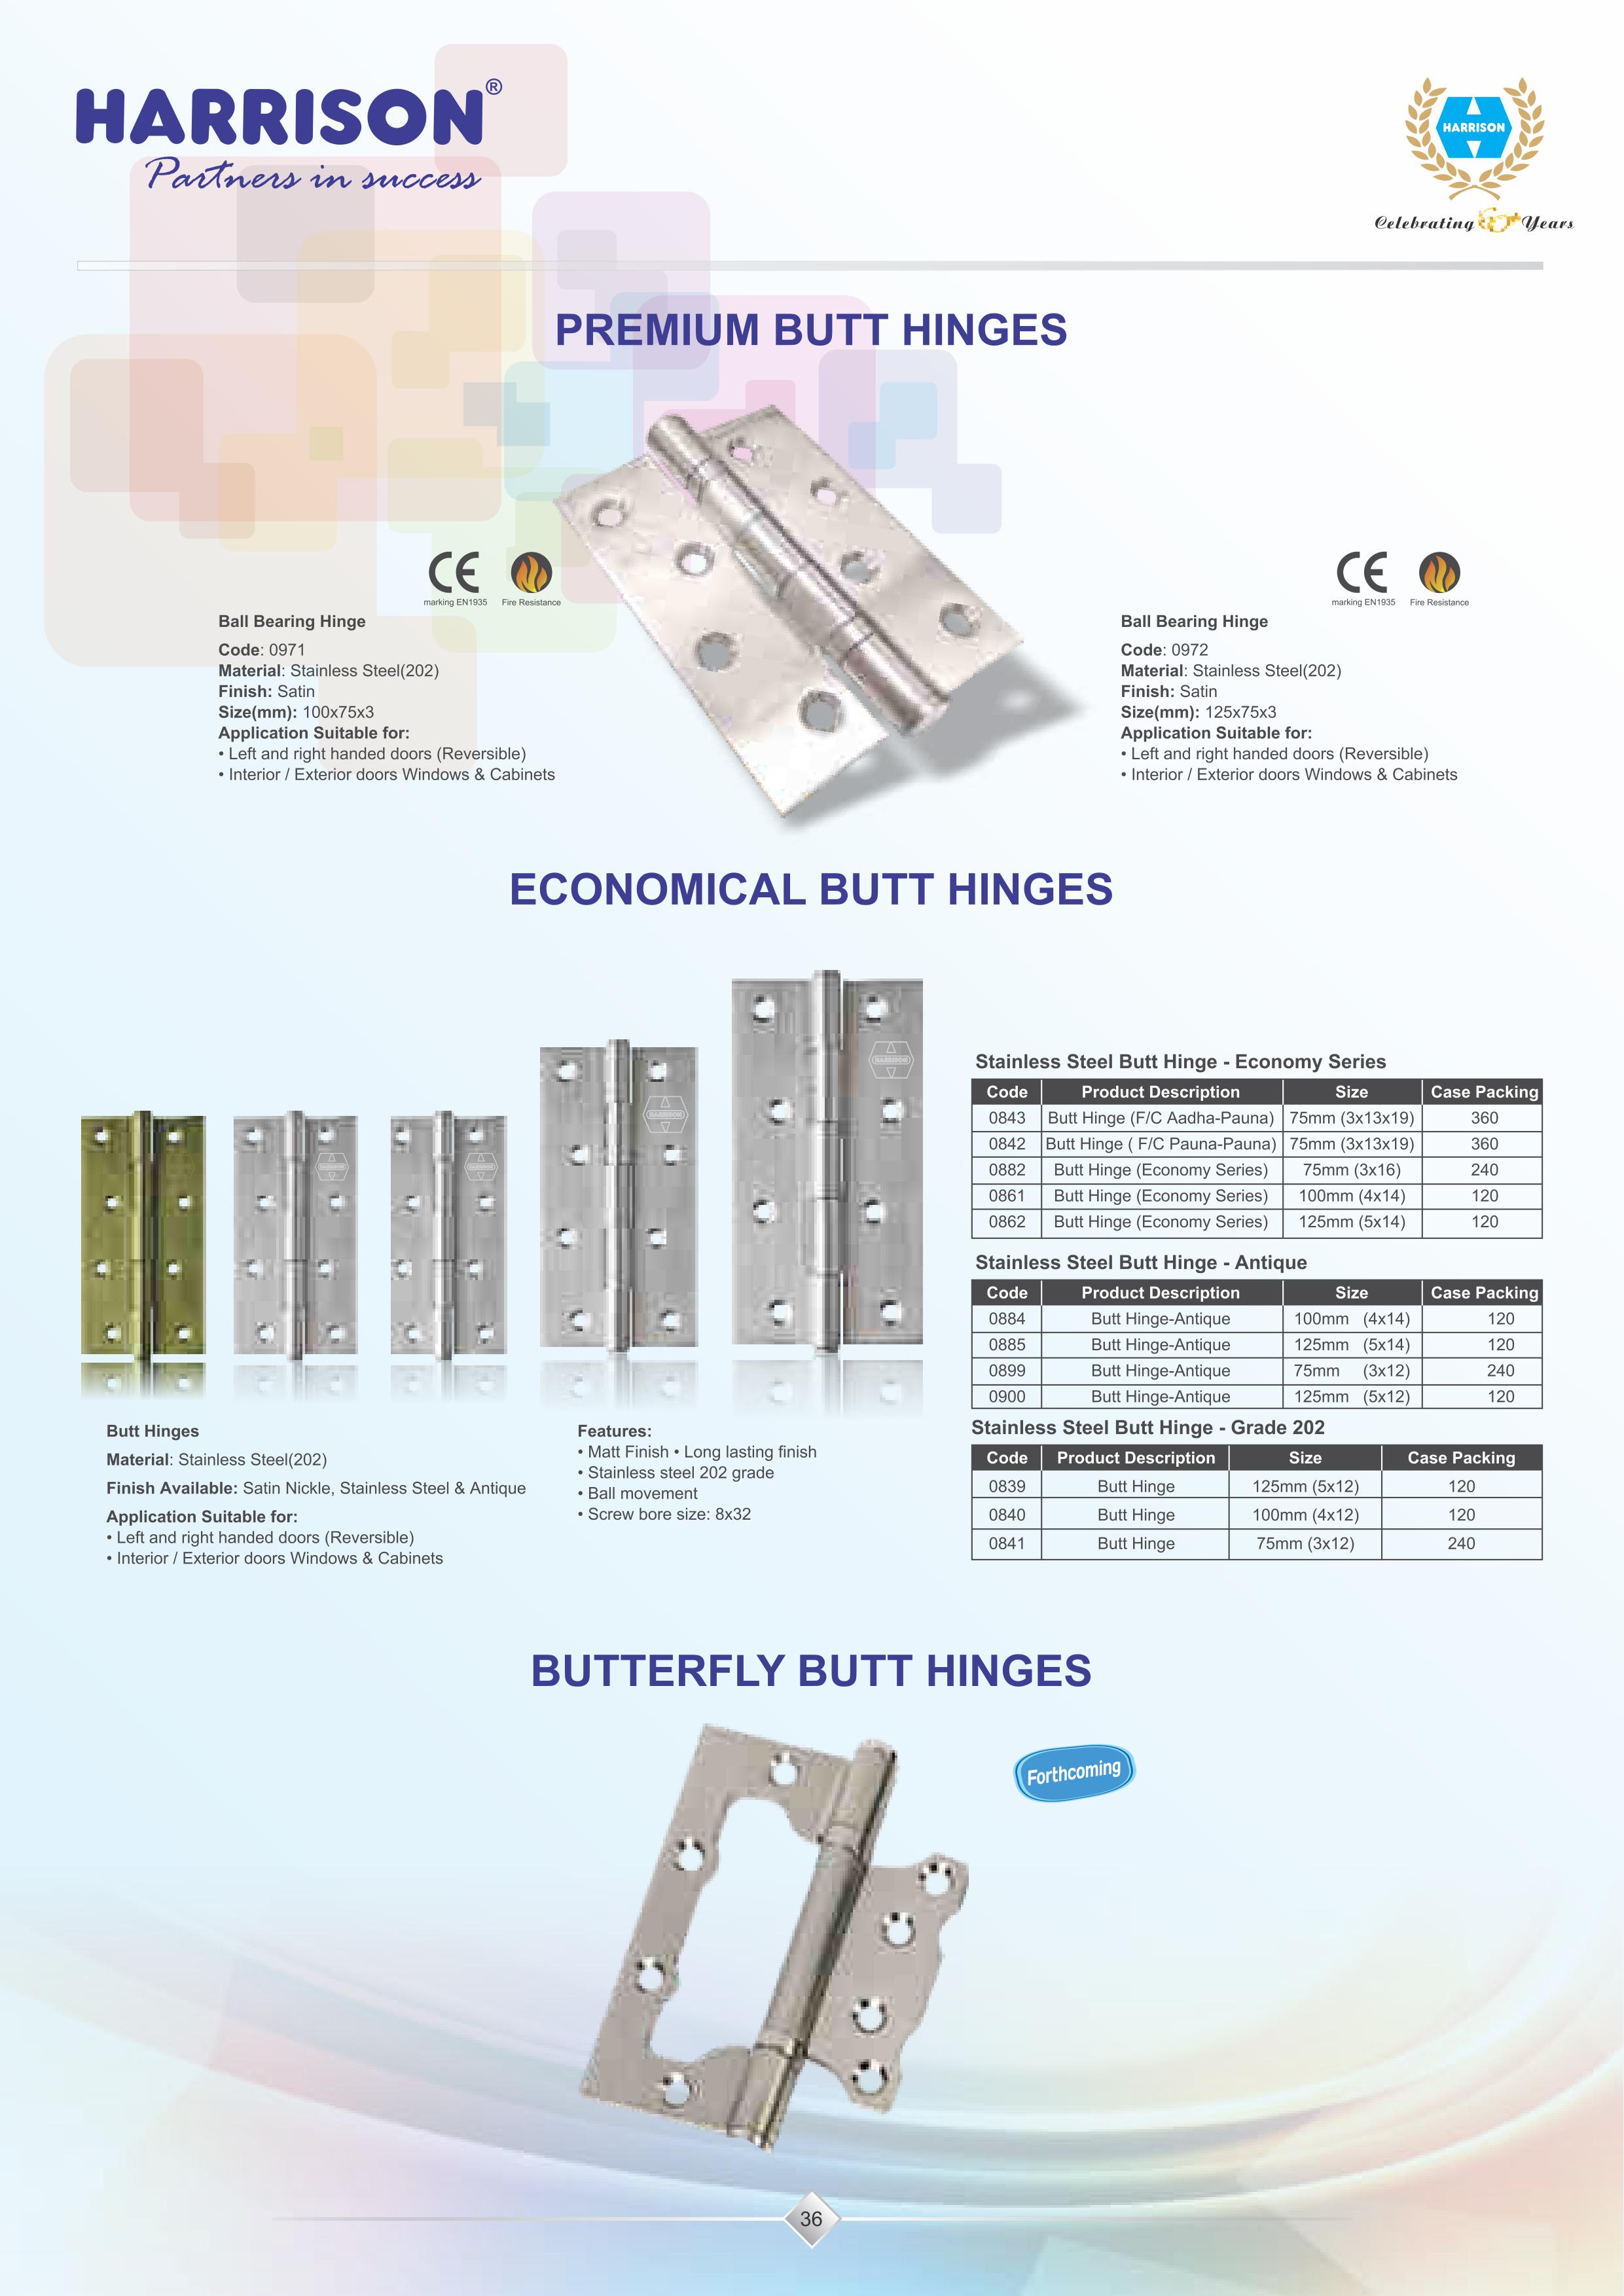 HARRISON®
Partners in success
HARRISON
Celebrating Years
PREMIUM BUTT HINGES
CE
marking EN1935 Fire Resistance
Ball Bearing Hinge
Code: 0971
Material: Stainless Steel(202)
Finish: Satin
Size(mm): 100x75x3
Application Suitable for:
• Left and right handed doors (Reversible)
• Interior / Exterior doors Windows & Cabinets
CE
marking EN1935 Fire Resistance
Ball Bearing Hinge
Code: 0972
Material: Stainless Steel(202)
Finish: Satin
Size(mm): 125x75x3
Application Suitable for:
• Left and right handed doors (Reversible)
• Interior / Exterior doors Windows & Cabinets
ECONOMICAL BUTT HINGES
HARRISON
HARRISON
HARRISON
HARRISON
Butt Hinges
Material: Stainless Steel(202)
Finish Available: Satin Nickle, Stainless Steel & Antique
Application Suitable for:
• Left and right handed doors (Reversible)
• Interior / Exterior doors Windows & Cabinets
Features:
• Matt Finish • Long lasting finish
• Stainless steel 202 grade
• Ball movement
• Screw bore size: 8x32
Stainless Steel Butt Hinge - Economy Series
Code Product Description Size Case Packing
0843 Butt Hinge (F/C Aadha-Pauna) 75mm (3x13x19) 360
0842 Butt Hinge ( F/C Pauna-Pauna) 75mm (3x13x19) 360
0882 Butt Hinge (Economy Series) 75mm (3x16) 240
0861 Butt Hinge (Economy Series) 100mm (4x14) 120
0862 Butt Hinge (Economy Series) 125mm (5x14) 120
Stainless Steel Butt Hinge - Antique
Code Product Description Size Case Packing
0884 Butt Hinge-Antique 100mm (4x14) 120
0885 Butt Hinge-Antique 125mm (5x14) 120
0899 Butt Hinge-Antique 75mm (3x12) 240
0900 Butt Hinge-Antique 125mm (5x12) 120
Stainless Steel Butt Hinge - Grade 202
Code Product Description Size Case Packing
0839 Butt Hinge 125mm (5x12) 120
0840 Butt Hinge 100mm (4x12) 120
0841 Butt Hinge 75mm (3x12) 240
BUTTERFLY BUTT HINGES
Forthcoming
36